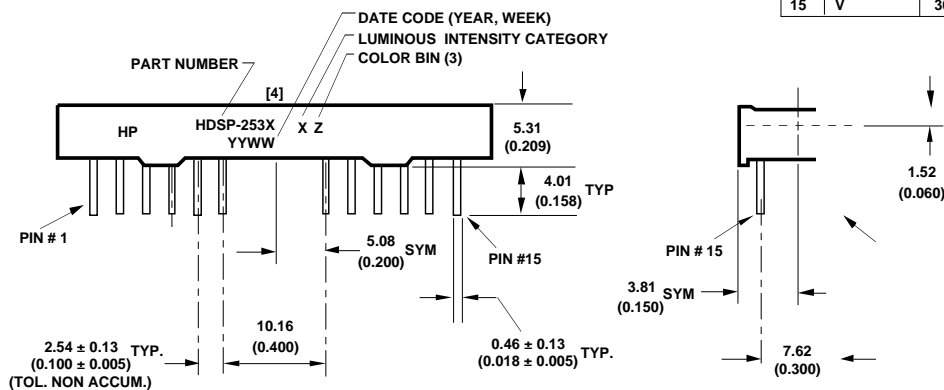 15 V 30
DATE CODE (YEAR, WEEK)
LUMINOUS INTENSITY CATEGORY
COLOR BIN (3)
PART NUMBER
[4]
HP
HDSP-253X X Z
YYWW
5.31
(0.209)
4.01
(0.158) TYP
PIN # 1
5.08
(0.200) SYM
PIN #15
2.54 ± 0.13
(0.100 ± 0.005) TYP.
(TOL. NON ACCUM.)
10.16
(0.400)
0.46 ± 0.13
(0.018 ± 0.005) TYP.
1.52
(0.060)
PIN # 15
3.81
(0.150) SYM
7.62
(0.300)